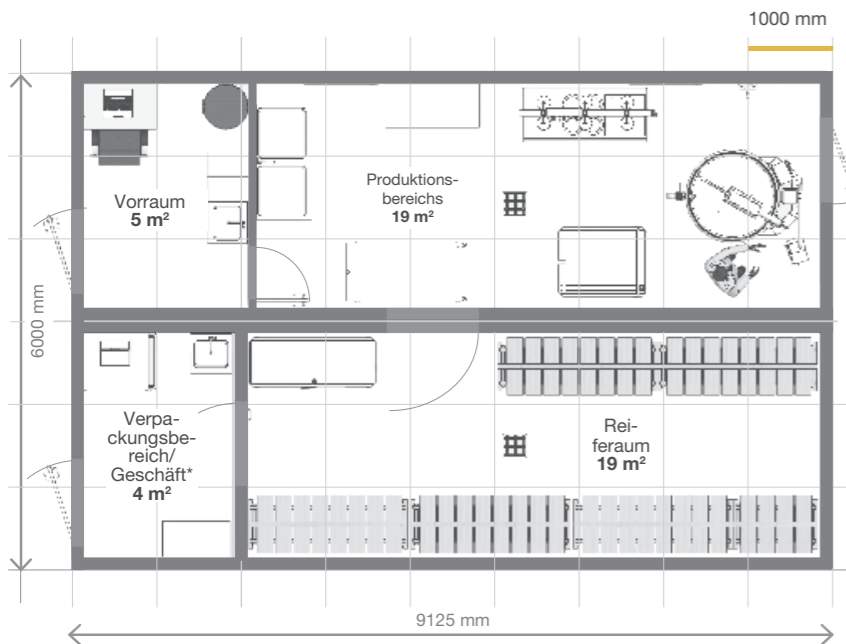 1000 mm
Vorraum
5 m²
Produktions-
bereichs
19 m²
6000 mm
Verpa-
ckungsbe-
reich/
Geschäft*
4 m²
Rei-
feraum
19 m²
9125 mm